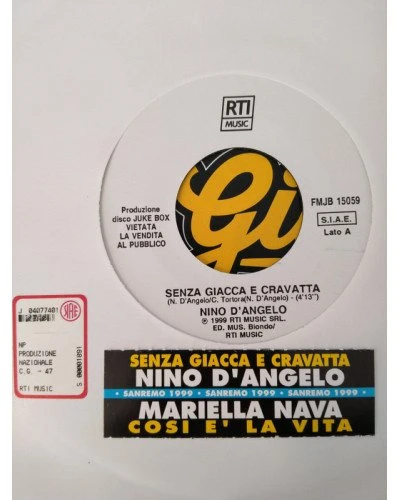 RTI
MUSIC
Produzione
disco JUKE BOX
VIETATA
LA VENDITA
AL PUBBLICO
Gi
FMJB 15059
S.I.A.E.
Lato A
SENZA GIACCA E CRAVATTA
(N. D'Angelo/C. Tortora(N. D'Angelo) - (4'13")
NINO D'ANGELO
℗ 1999 RTI MUSIC SRL.
ED. MUS. Biondo/
RTI MUSIC
J 04077401
S 00001691
NP
PRODUZIONE
NAZIONALE
C.G - 47
RTI MUSIC
SENZA GIACCA E CRAVATTA
NINO D'ANGELO
• SANREMO 1999 • SANREMO 1999 • SANREMO 1999 •
MARIELLA NAVA
COSI E' LA VITA